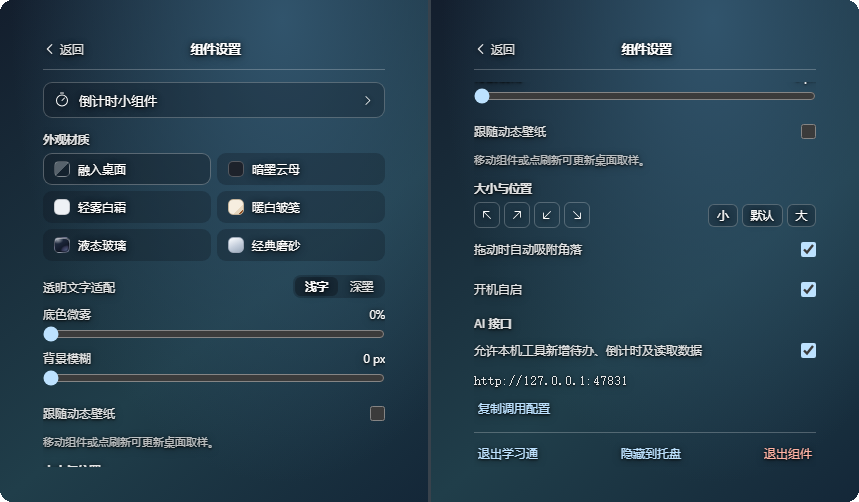 返回
组件设置
倒计时小组件
外观材质
融入桌面
暗墨云母
轻雾白霜
暖白皱笺
液态玻璃
经典磨砂
透明文字适配
浅字
深墨
底色微雾
0%
背景模糊
0 px
跟随动态壁纸
移动组件或点刷新可更新桌面取样。
返回
组件设置
跟随动态壁纸
移动组件或点刷新可更新桌面取样。
大小与位置
小
默认
大
拖动时自动吸附角落
开机自启
AI 接口
允许本机工具新增待办、倒计时及读取数据
http://127.0.0.1:47831
复制调用配置
退出学习通
隐藏到托盘
退出组件